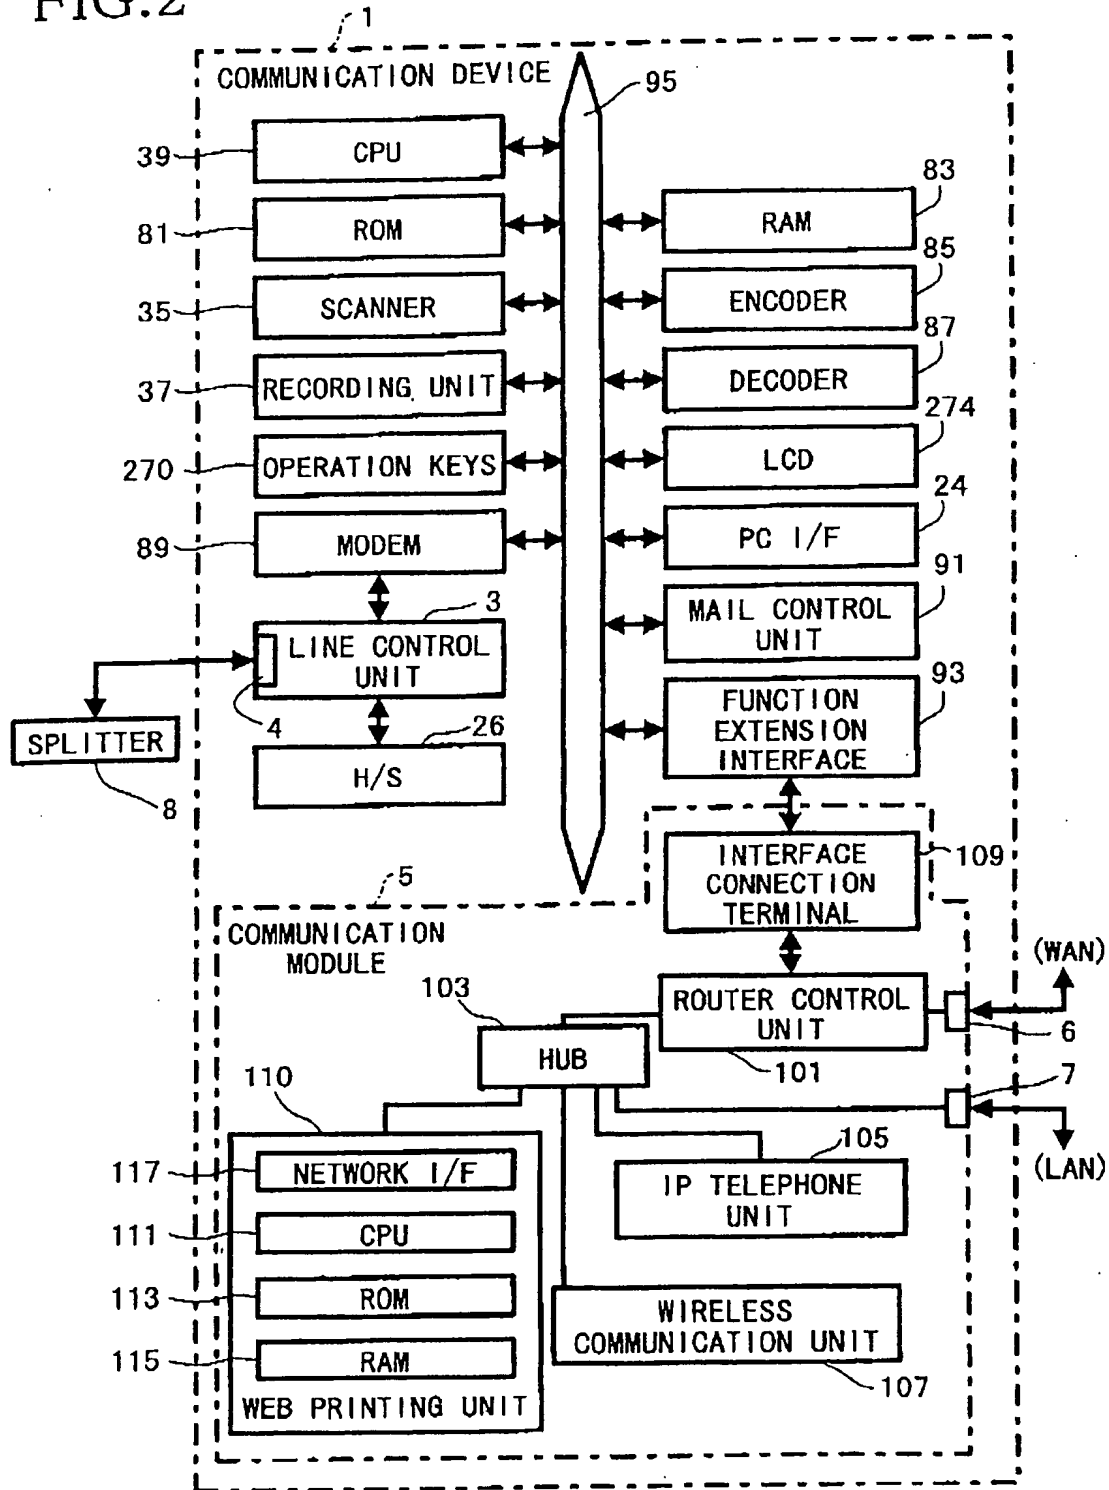 FIG.2
1
COMMUNICATION DEVICE
95
39
CPU
81
ROM
35
SCANNER
37
RECORDING UNIT
270
OPERATION KEYS
89
MODEM
3
LINE CONTROL
UNIT
4
SPLITTER
8
26
H/S
83
RAM
85
ENCODER
87
DECODER
274
LCD
24
PC I/F
91
MAIL CONTROL
UNIT
93
FUNCTION
EXTENSION
INTERFACE
109
INTERFACE
CONNECTION
TERMINAL
5
COMMUNICATION
MODULE
103
HUB
ROUTER CONTROL
UNIT
101
(WAN)
6
7
(LAN)
110
117
NETWORK I/F
111
CPU
113
ROM
115
RAM
WEB PRINTING UNIT
105
IP TELEPHONE
UNIT
WIRELESS
COMMUNICATION UNIT
107